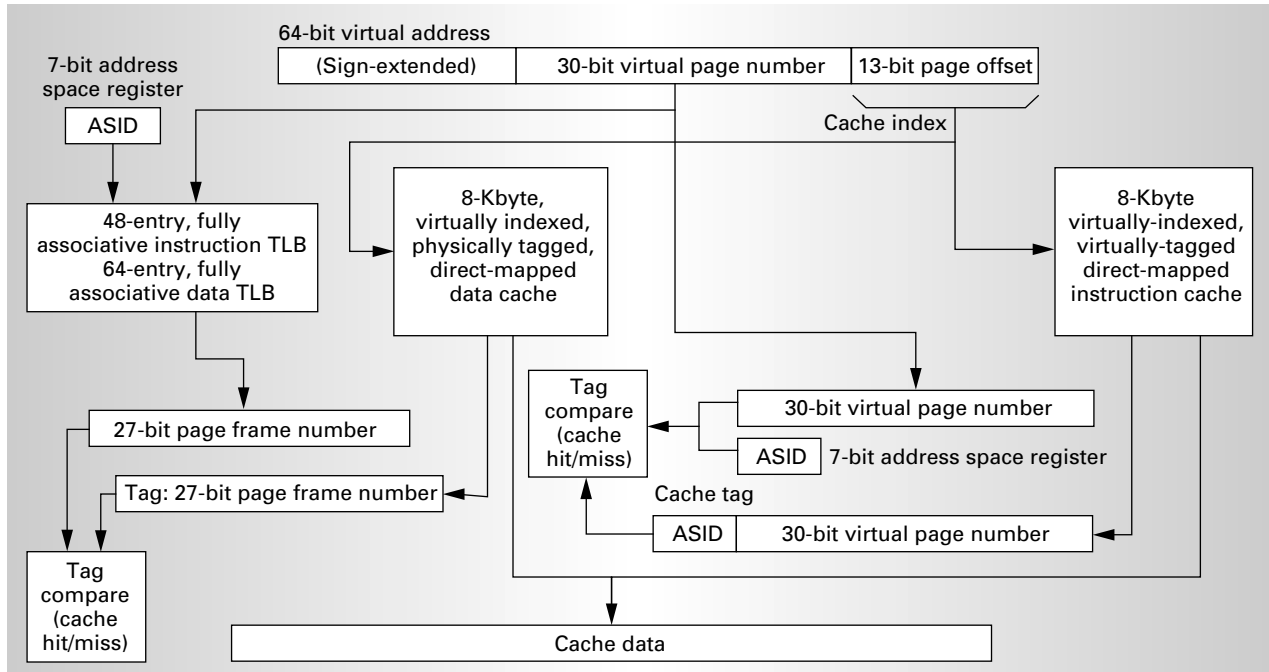 64-bit virtual address
(Sign-extended)
30-bit virtual page number
13-bit page offset
7-bit address
space register
ASID
Cache index
48-entry, fully
associative instruction TLB
64-entry, fully
associative data TLB
8-Kbyte,
virtually indexed,
physically tagged,
direct-mapped
data cache
8-Kbyte
virtually-indexed,
virtually-tagged
direct-mapped
instruction cache
27-bit page frame number
Tag: 27-bit page frame number
Tag
compare
(cache
hit/miss)
Tag
compare
(cache
hit/miss)
30-bit virtual page number
ASID
7-bit address space register
Cache tag
ASID
30-bit virtual page number
Cache data